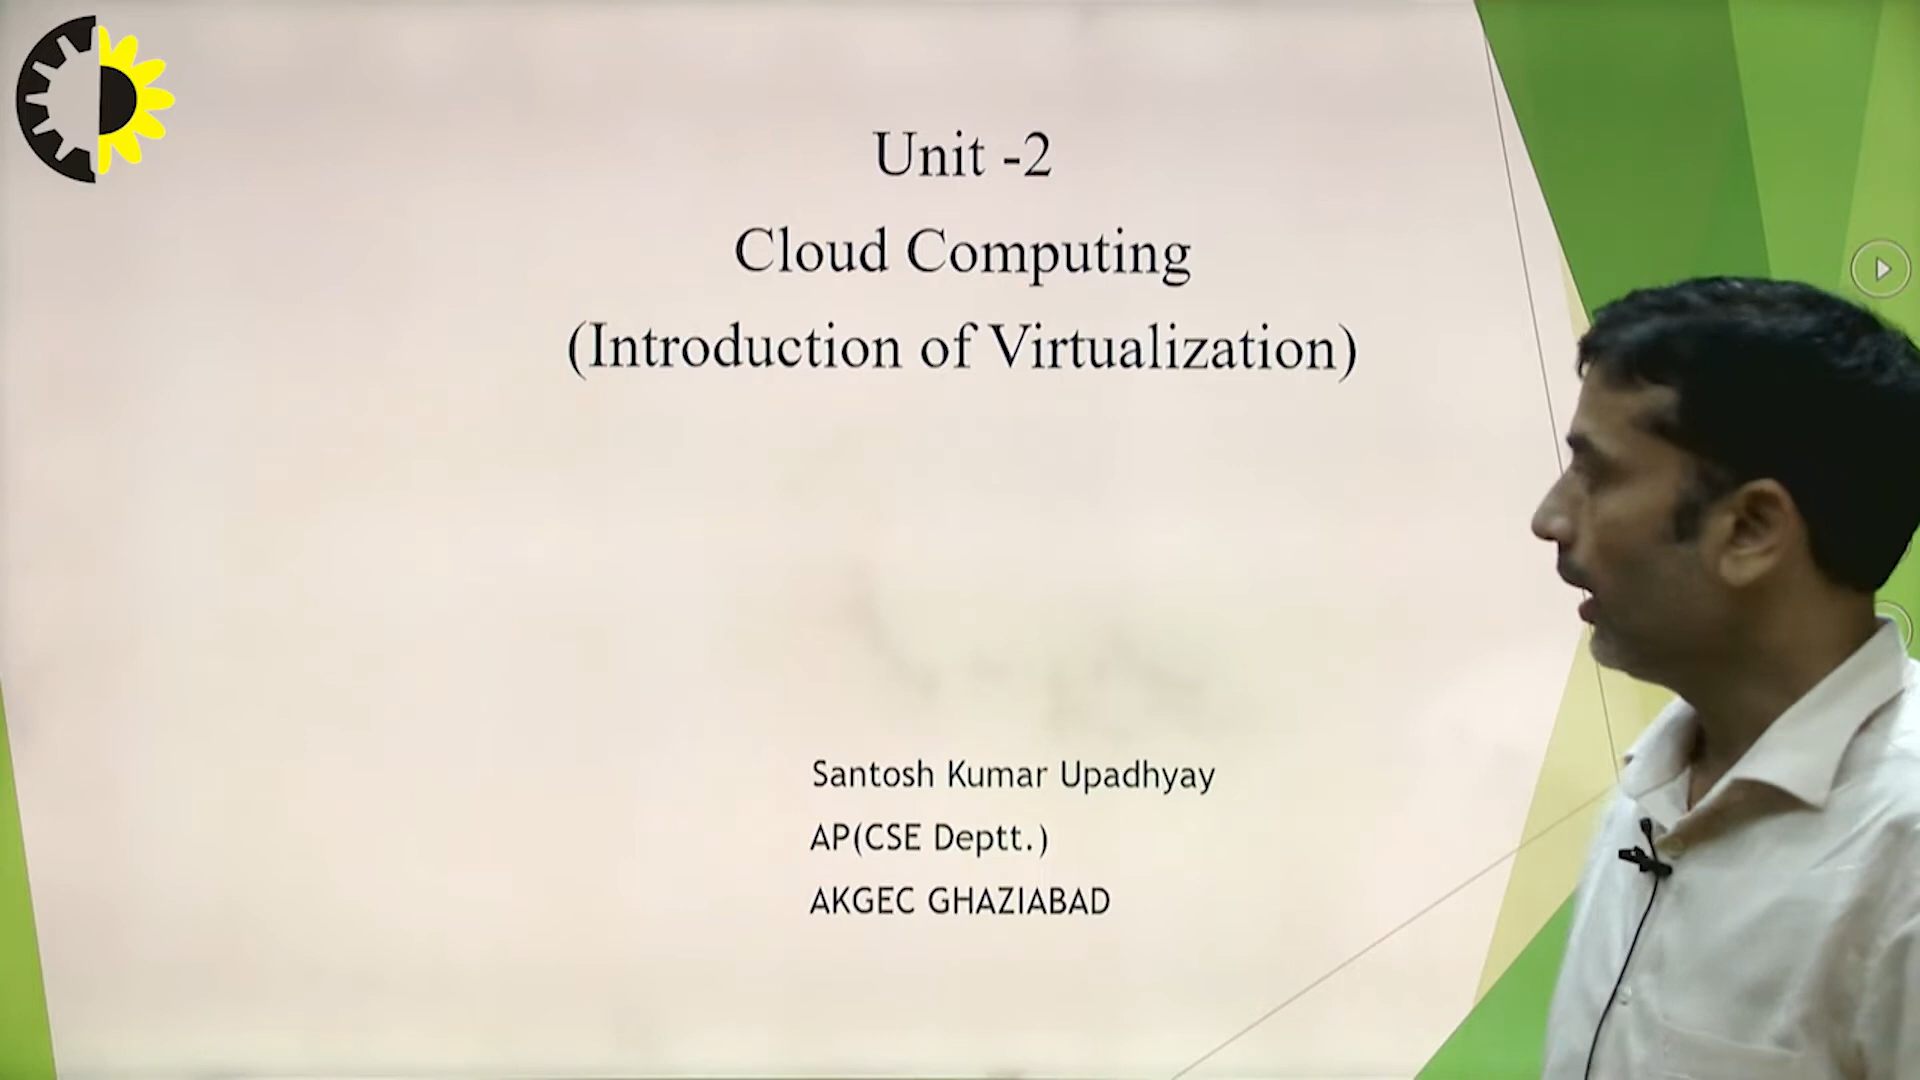 Unit -2
Cloud Computing
(Introduction of Virtualization)
Santosh Kumar Upadhyay
AP(CSE Deptt.)
AKGEC GHAZIABAD